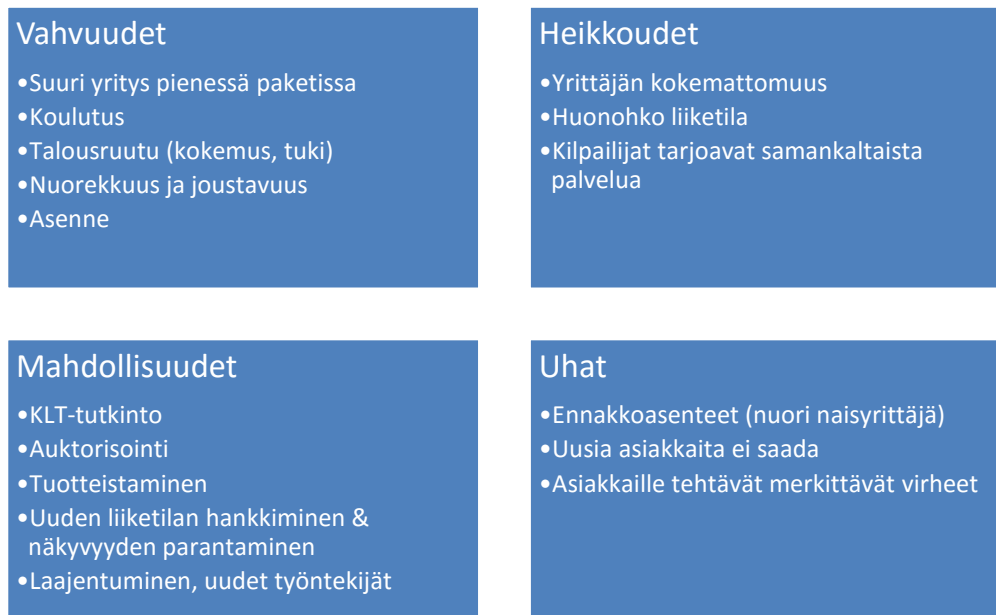 Vahvuudet
•Suuri yritys pienessä paketissa
•Koulutus
•Talousruutu (kokemus, tuki)
•Nuorekkuus ja joustavuus
•Asenne
Heikkoudet
•Yrittäjän kokemattomuus
•Huonohko liiketila
•Kilpailijat tarjoavat samankaltaista
palvelua
Mahdollisuudet
•KLT-tutkinto
•Auktorisointi
•Tuotteistaminen
•Uuden liiketilan hankkiminen &
näkyvyyden parantaminen
•Laajentuminen, uudet työntekijät
Uhat
•Ennakkoasenteet (nuori naisyrittäjä)
•Uusia asiakkaita ei saada
•Asiakkaille tehtävät merkittävät virheet